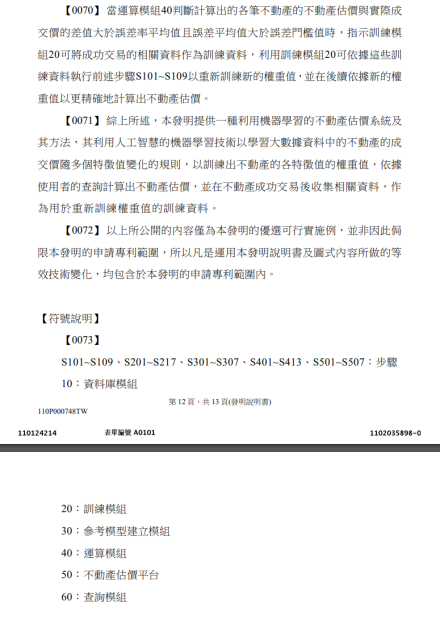 【0070】 當運算模組40判斷計算出的各筆不動產的不動產估價與實際成
交價的差值大於誤差率平均值且誤差平均值大於誤差門檻值時，指示訓練模
組20可將成功交易的相關資料作為訓練資料，利用訓練模組20可依據這些訓
練資料執行前述步驟S101~S109以重新訓練新的權重值，並在後續依據新的權
重值以更精確地計算出不動產估價。
【0071】 綜上所述，本發明提供一種利用機器學習的不動產估價系統及
其方法，其利用人工智慧的機器學習技術以學習大數據資料中的不動產的成
交價隨多個特徵值變化的規則，以訓練出不動產的各特徵值的權重值，依據
使用者的查詢計算出不動產估價，並在不動產成功交易後收集相關資料，作
為用於重新訓練權重值的訓練資料。
【0072】 以上所公開的內容僅為本發明的優選可行實施例，並非因此侷
限本發明的申請專利範圍，所以凡是運用本發明說明書及圖式內容所做的等
效技術變化，均包含於本發明的申請專利範圍內。
【符號說明】
【0073】
S101~S109、S201~S217、S301~S307、S401~S413、S501~S507：步驟
10：資料庫模組
第 12 頁，共 13 頁(發明說明書)
110P000748TW
110124214 表單編號 A0101 1102035898-0
20：訓練模組
30：參考模型建立模組
40：運算模組
50：不動產估價平台
60：查詢模組